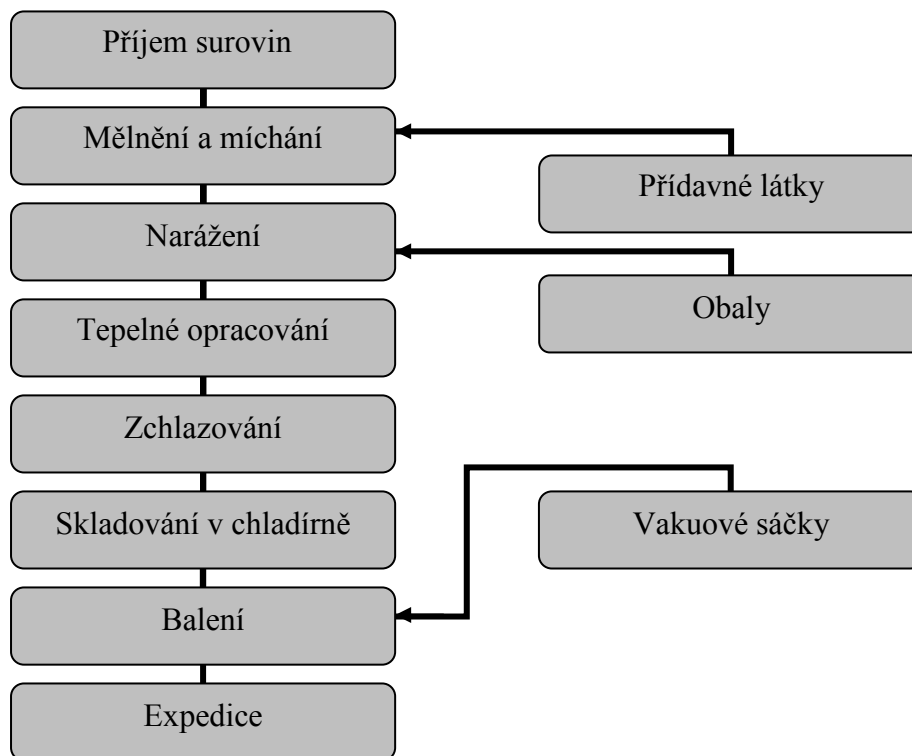 Příjem surovin
Mělnění a míchání
Přídavné látky
Narážení
Obaly
Tepelné opracování
Zchlazování
Skladování v chladírně
Vakuové sáčky
Balení
Expedice